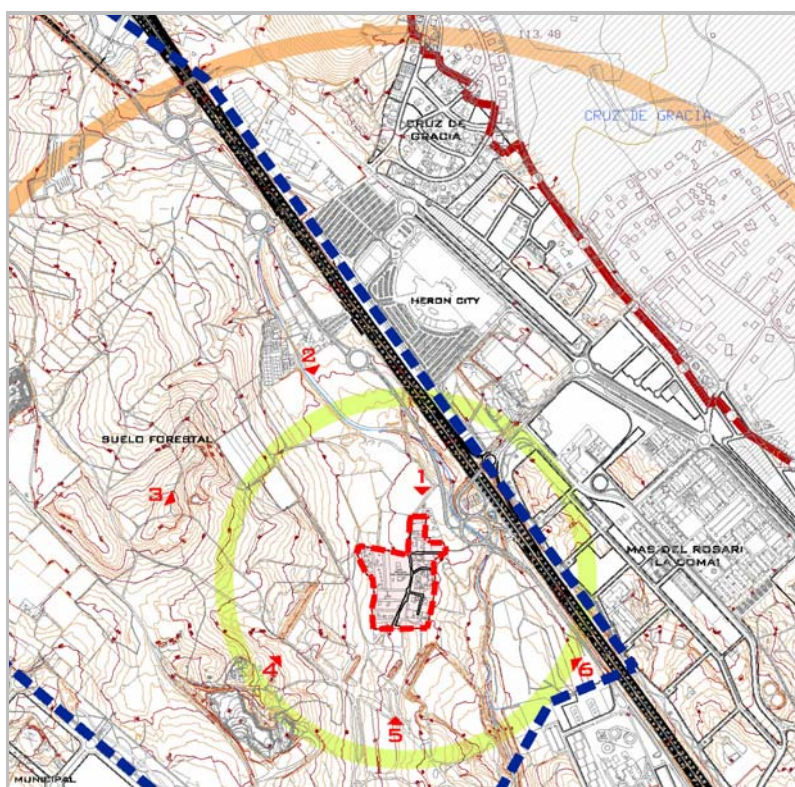 113.48
CRUZ DE GRACIA
CRUZ DE
GRACIA
HERON CITY
2
SUELO FORESTAL
3
1
MAS DEL ROSARI
(LA COMA)
4
6
5
MUNICIPAL